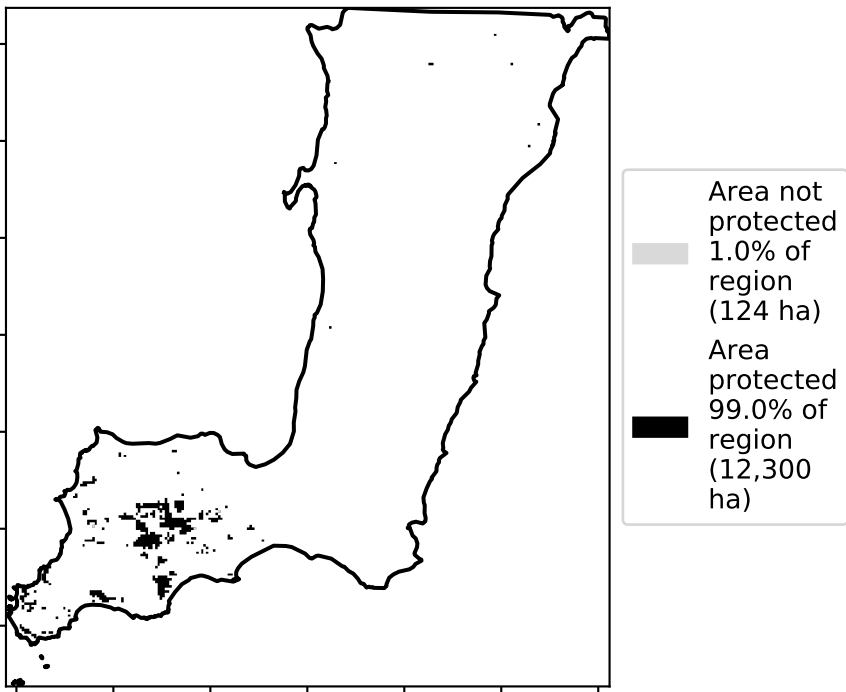 Area not
protected
1.0% of
region
(124 ha)
Area
protected
99.0% of
region
(12,300
ha)